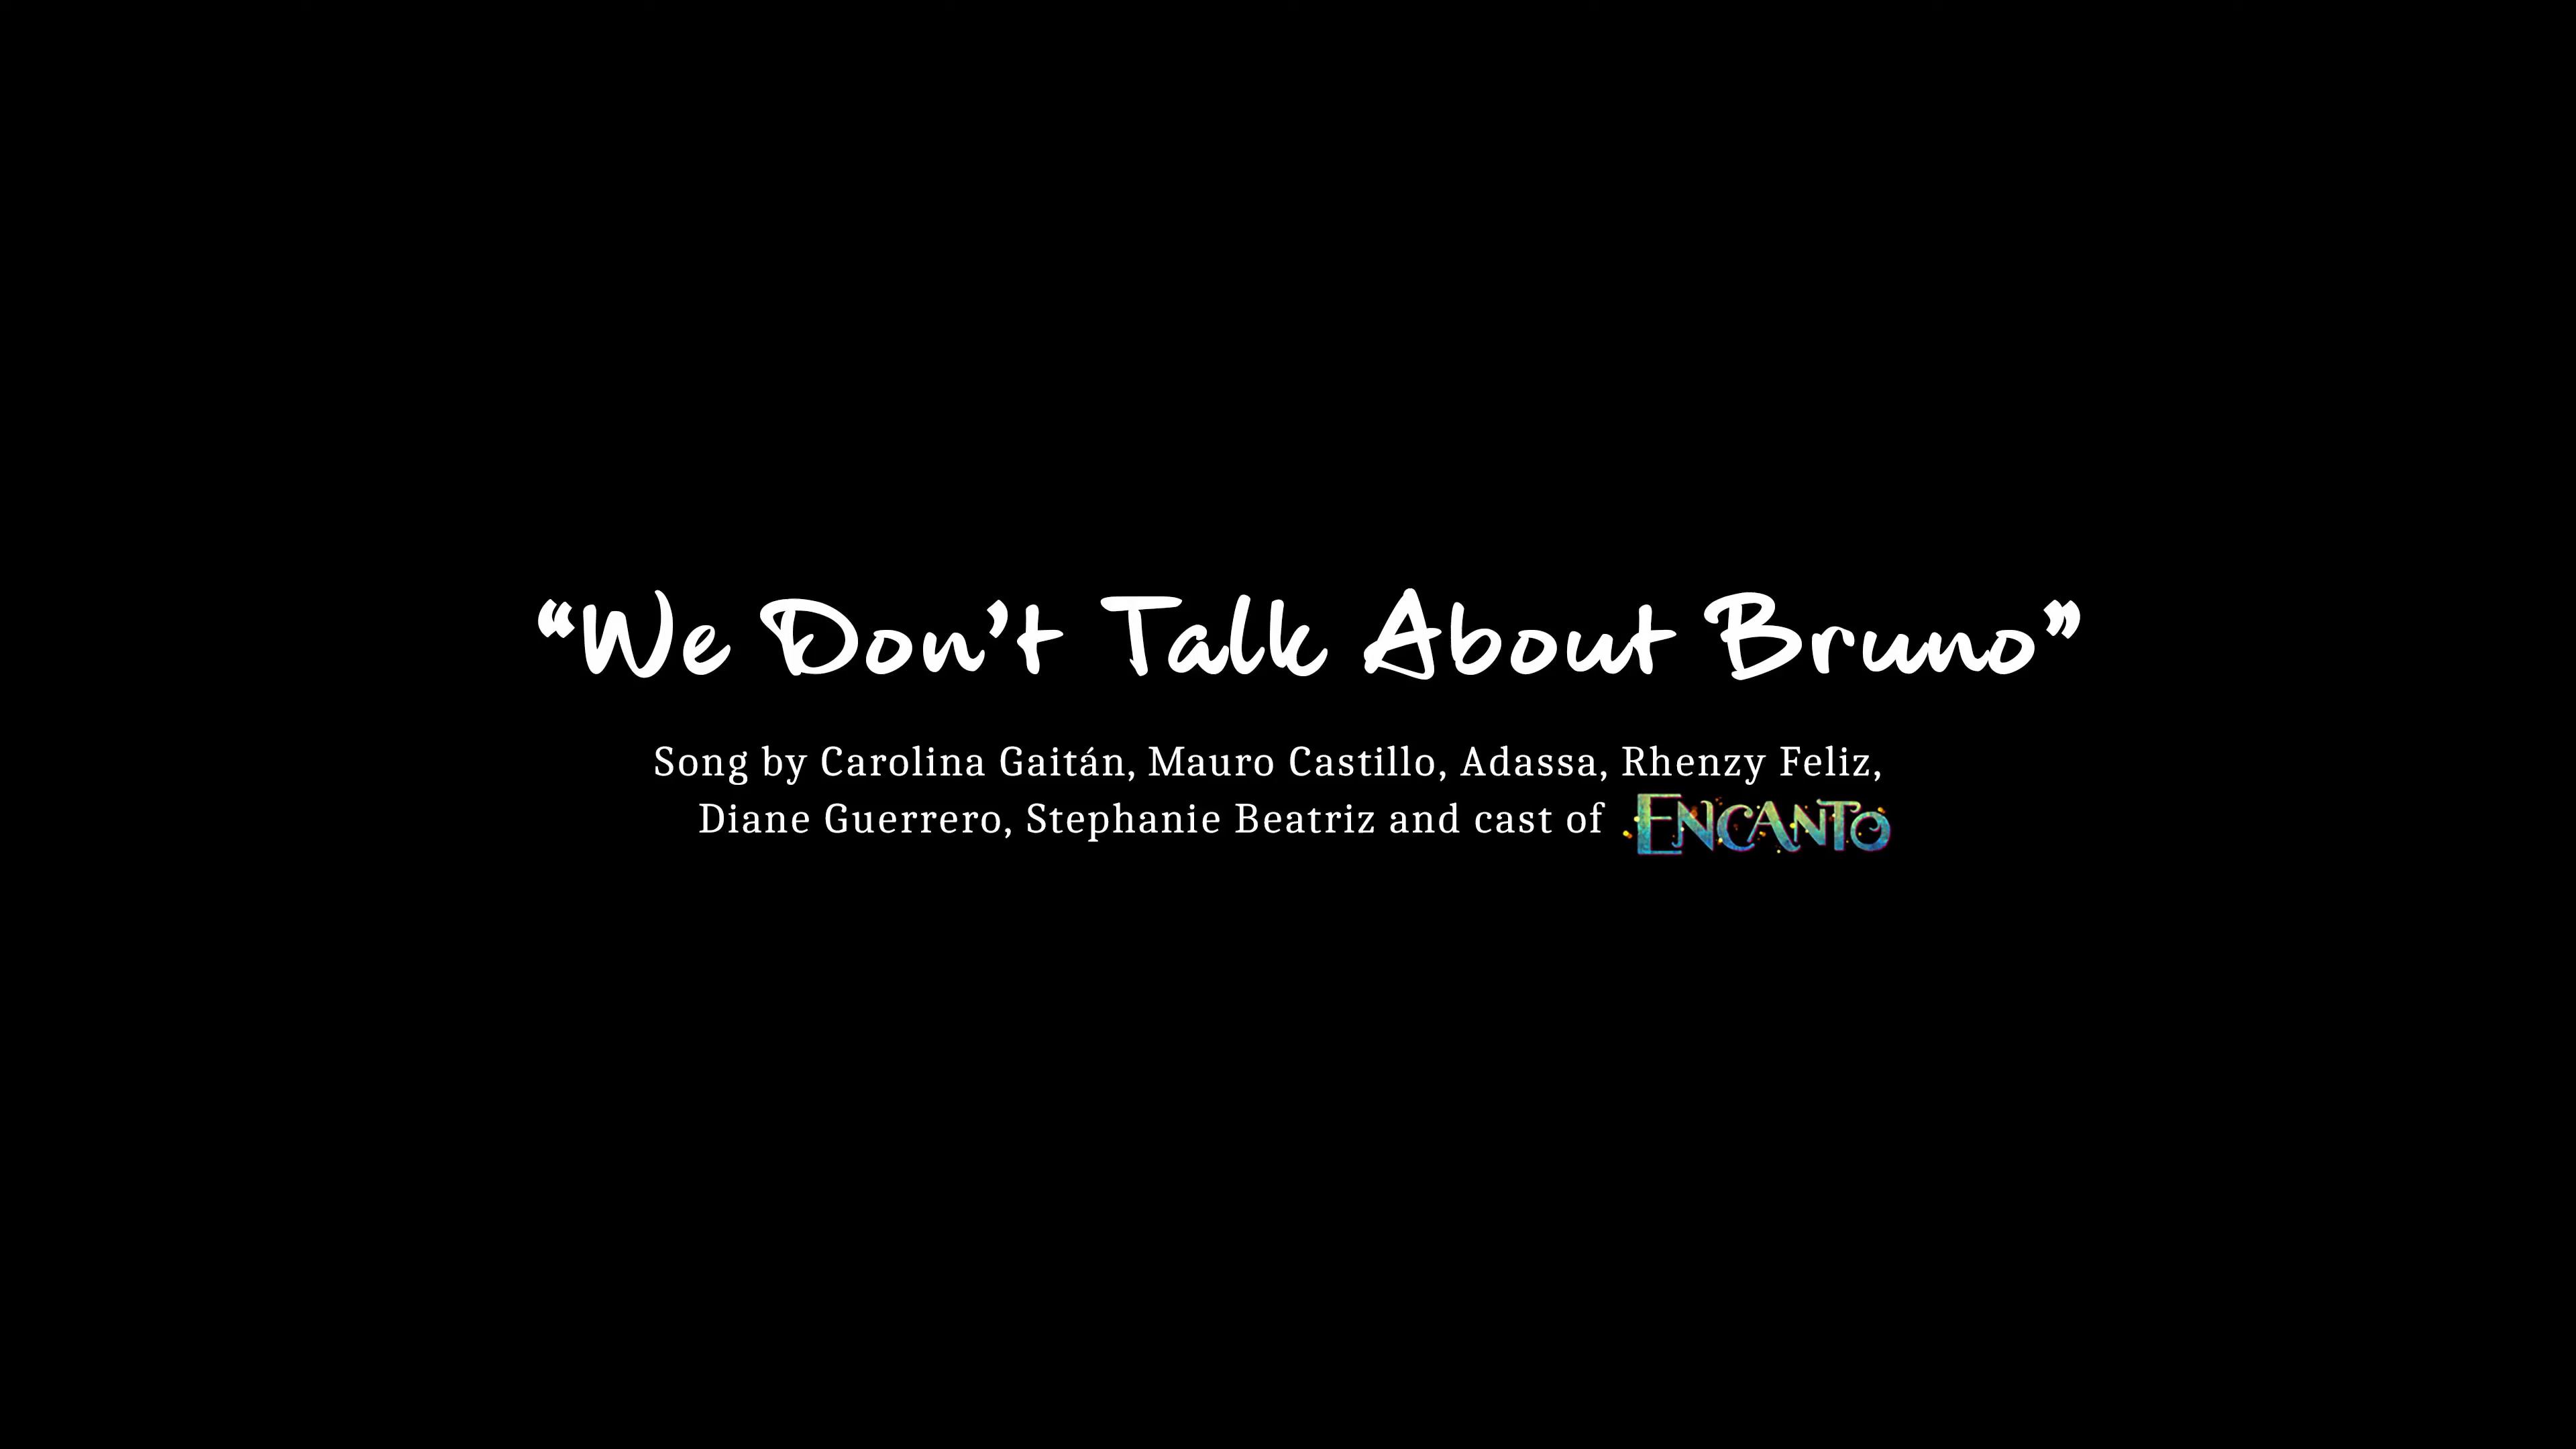 “We Don’t Talk About Bruno”
Song by Carolina Gaitán, Mauro Castillo, Adassa, Rhenzy Feliz,
Diane Guerrero, Stephanie Beatriz and cast of ENCANTO